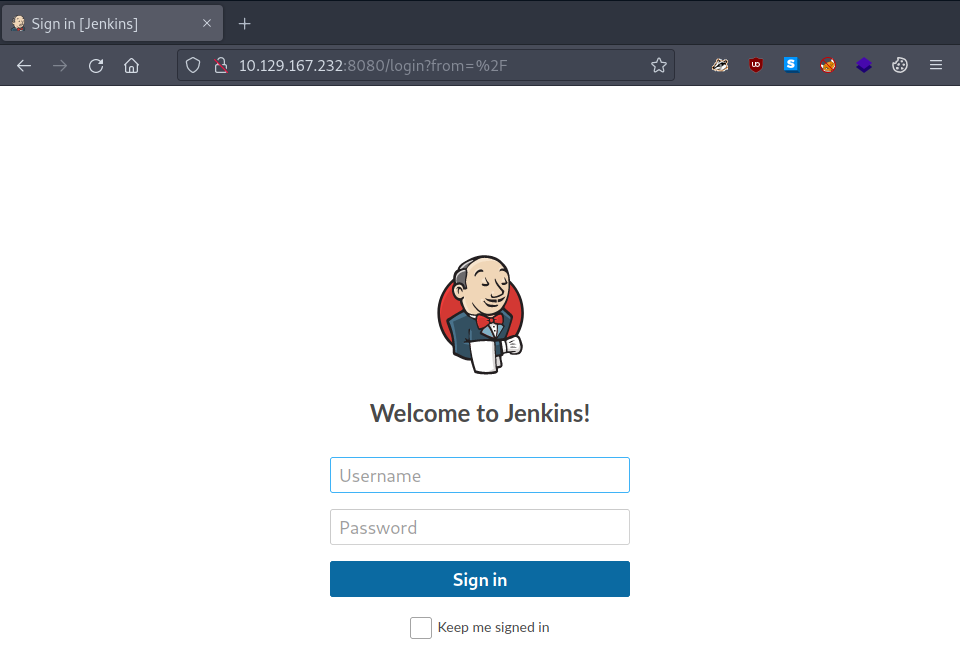 Sign in [Jenkins]
10.129.167.232:8080/login?from=%2F
UO
S
Welcome to Jenkins!
Username
Password
Sign in
Keep me signed in